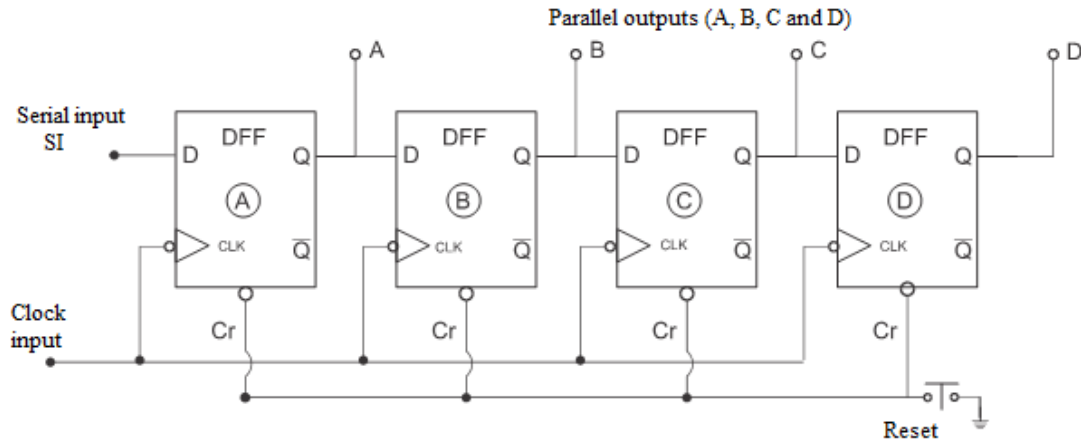 Parallel outputs (A, B, C and D)
A B C D
Serial input
SI
DFF DFF DFF DFF
D Q D Q D Q D Q
A B C D
CLK Q̅ CLK Q̅ CLK Q̅ CLK Q̅
Clock
input
Cr Cr Cr Cr
Reset